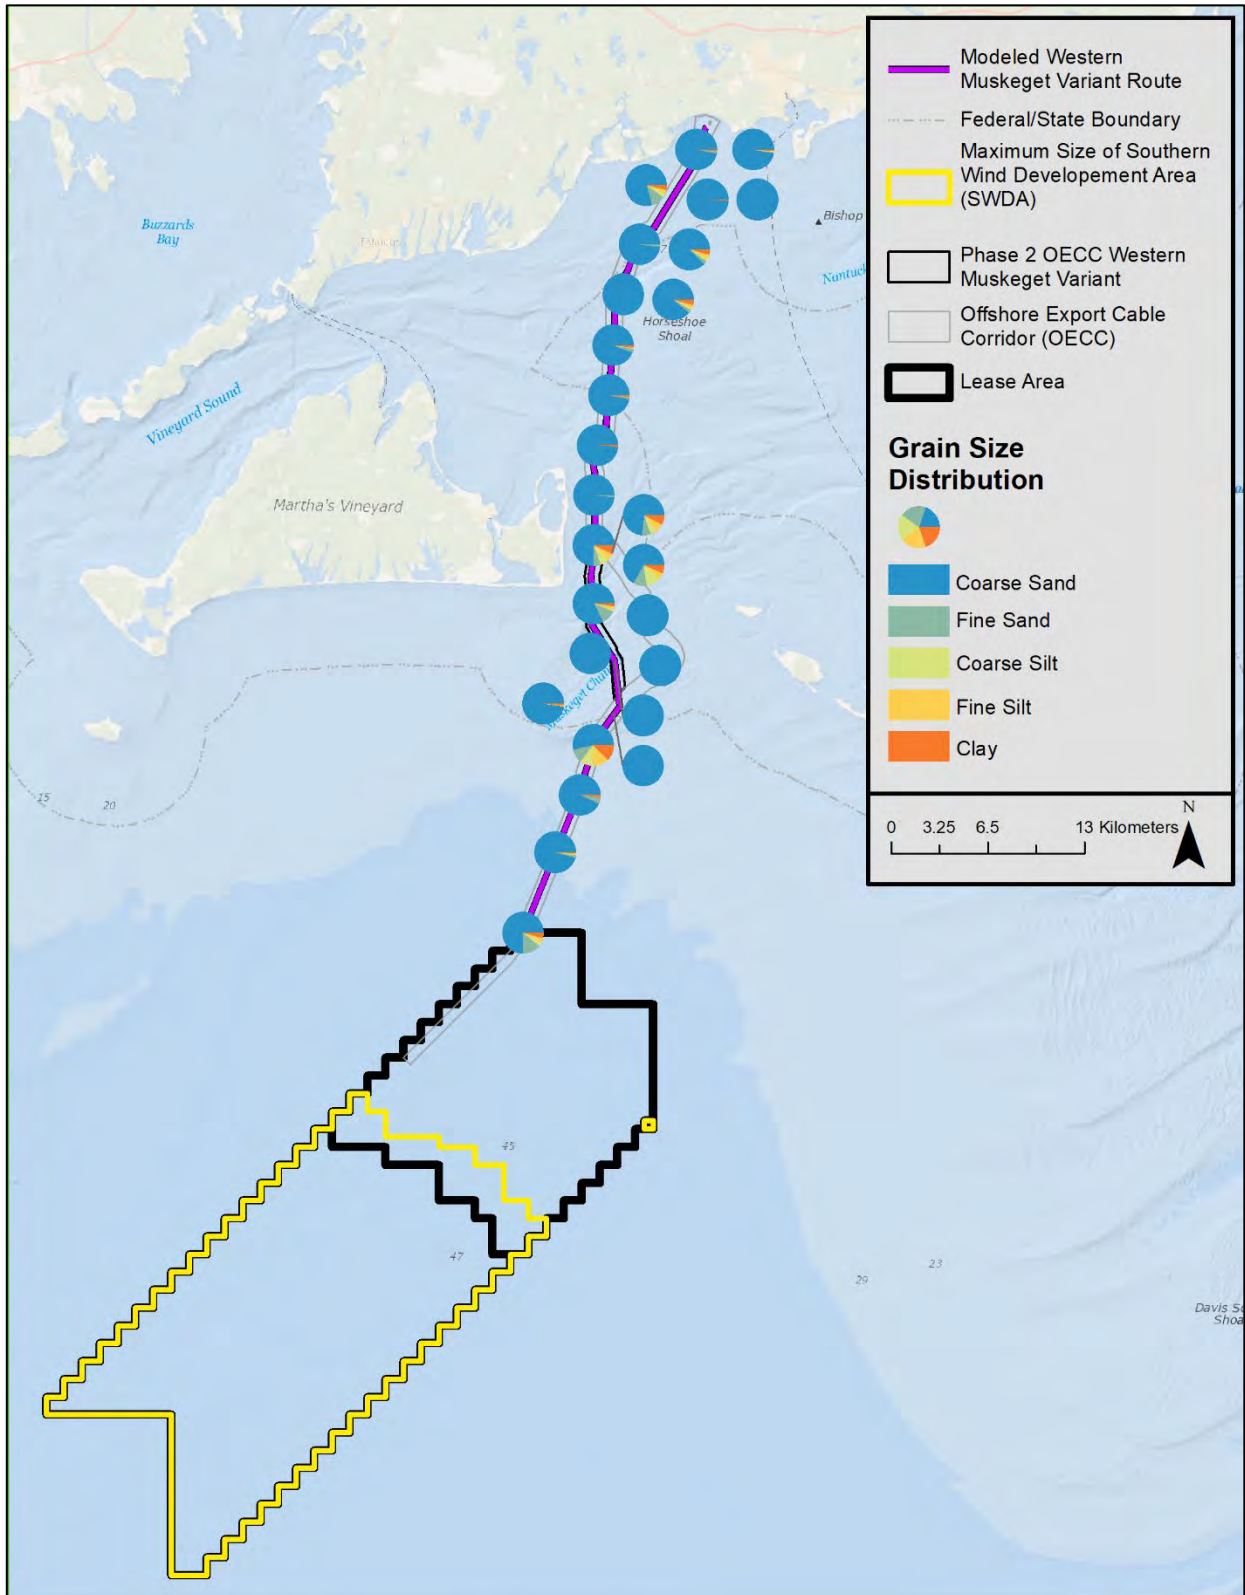 Modeled Western
Muskeget Variant Route
Federal/State Boundary
Maximum Size of Southern
Wind Developement Area
(SWDA)
Phase 2 OECC Western
Muskeget Variant
Offshore Export Cable
Corridor (OECC)
Lease Area
Grain Size
Distribution
Coarse Sand
Fine Sand
Coarse Silt
Fine Silt
Clay
N
0 3.25 6.5 13 Kilometers
Buzzards
Bay
Bishop
Nantuck
Horseshoe
Shoal
Vineyard Sound
Martha's Vineyard
15
20
45
47
29
23
Shoa